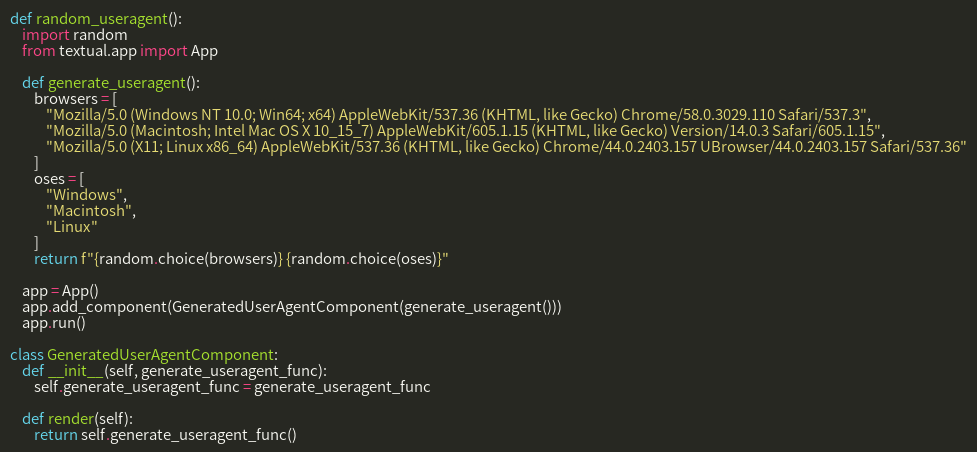 def random_useragent():
    import random
    from textual.app import App

    def generate_useragent():
        browsers = [
            "Mozilla/5.0 (Windows NT 10.0; Win64; x64) AppleWebKit/537.36 (KHTML, like Gecko) Chrome/58.0.3029.110 Safari/537.3",
            "Mozilla/5.0 (Macintosh; Intel Mac OS X 10_15_7) AppleWebKit/605.1.15 (KHTML, like Gecko) Version/14.0.3 Safari/605.1.15",
            "Mozilla/5.0 (X11; Linux x86_64) AppleWebKit/537.36 (KHTML, like Gecko) Chrome/44.0.2403.157 UBrowser/44.0.2403.157 Safari/537.36"
        ]
        oses = [
            "Windows",
            "Macintosh",
            "Linux"
        ]
        return f"{random.choice(browsers)} {random.choice(oses)}"

    app = App()
    app.add_component(GeneratedUserAgentComponent(generate_useragent()))
    app.run()

class GeneratedUserAgentComponent:
    def __init__(self, generate_useragent_func):
        self.generate_useragent_func = generate_useragent_func

    def render(self):
        return self.generate_useragent_func()